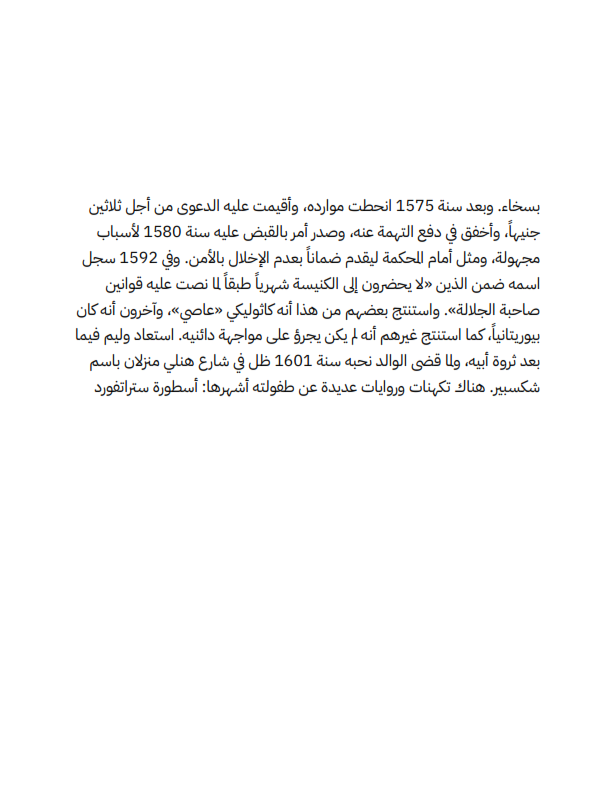 بسخاء. وبعد سنة 1575 انحطت موارده، وأقيمت عليه الدعوى من أجل ثلاثين
جنيهاً، وأخفق في دفع التهمة عنه، وصدر أمر بالقبض عليه سنة 1580 لأسباب
مجهولة، ومثل أمام المحكمة ليقدم ضماناً بعدم الإخلال بالأمن. وفي 1592 سجل
اسمه ضمن الذين «لا يحضرون إلى الكنيسة شهرياً طبقاً لما نصت عليه قوانين
صاحبة الجلالة». واستنتج بعضهم من هذا أنه كاثوليكي «عاصي»، وآخرون أنه كان
بيوريتانياً، كما استنتج غيرهم أنه لم يكن يجرؤ على مواجهة دائنيه. استعاد وليم فيما
بعد ثروة أبيه، ولما قضى الوالد نحبه سنة 1601 ظل في شارع هنلي منزلان باسم
شكسبير. هناك تكهنات وروايات عديدة عن طفولته أشهرها: أسطورة ستراتفورد